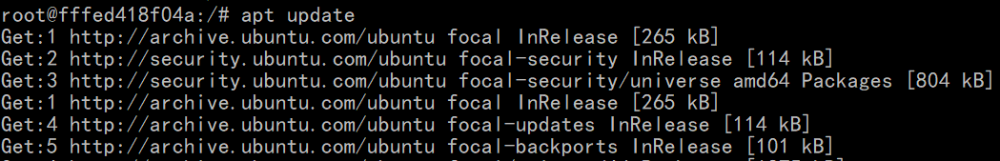 root@fffed418f04a:/# apt update
Get:1 http://archive.ubuntu.com/ubuntu focal InRelease [265 kB]
Get:2 http://security.ubuntu.com/ubuntu focal-security InRelease [114 kB]
Get:3 http://security.ubuntu.com/ubuntu focal-security/universe amd64 Packages [804 kB]
Get:1 http://archive.ubuntu.com/ubuntu focal InRelease [265 kB]
Get:4 http://archive.ubuntu.com/ubuntu focal-updates InRelease [114 kB]
Get:5 http://archive.ubuntu.com/ubuntu focal-backports InRelease [101 kB]